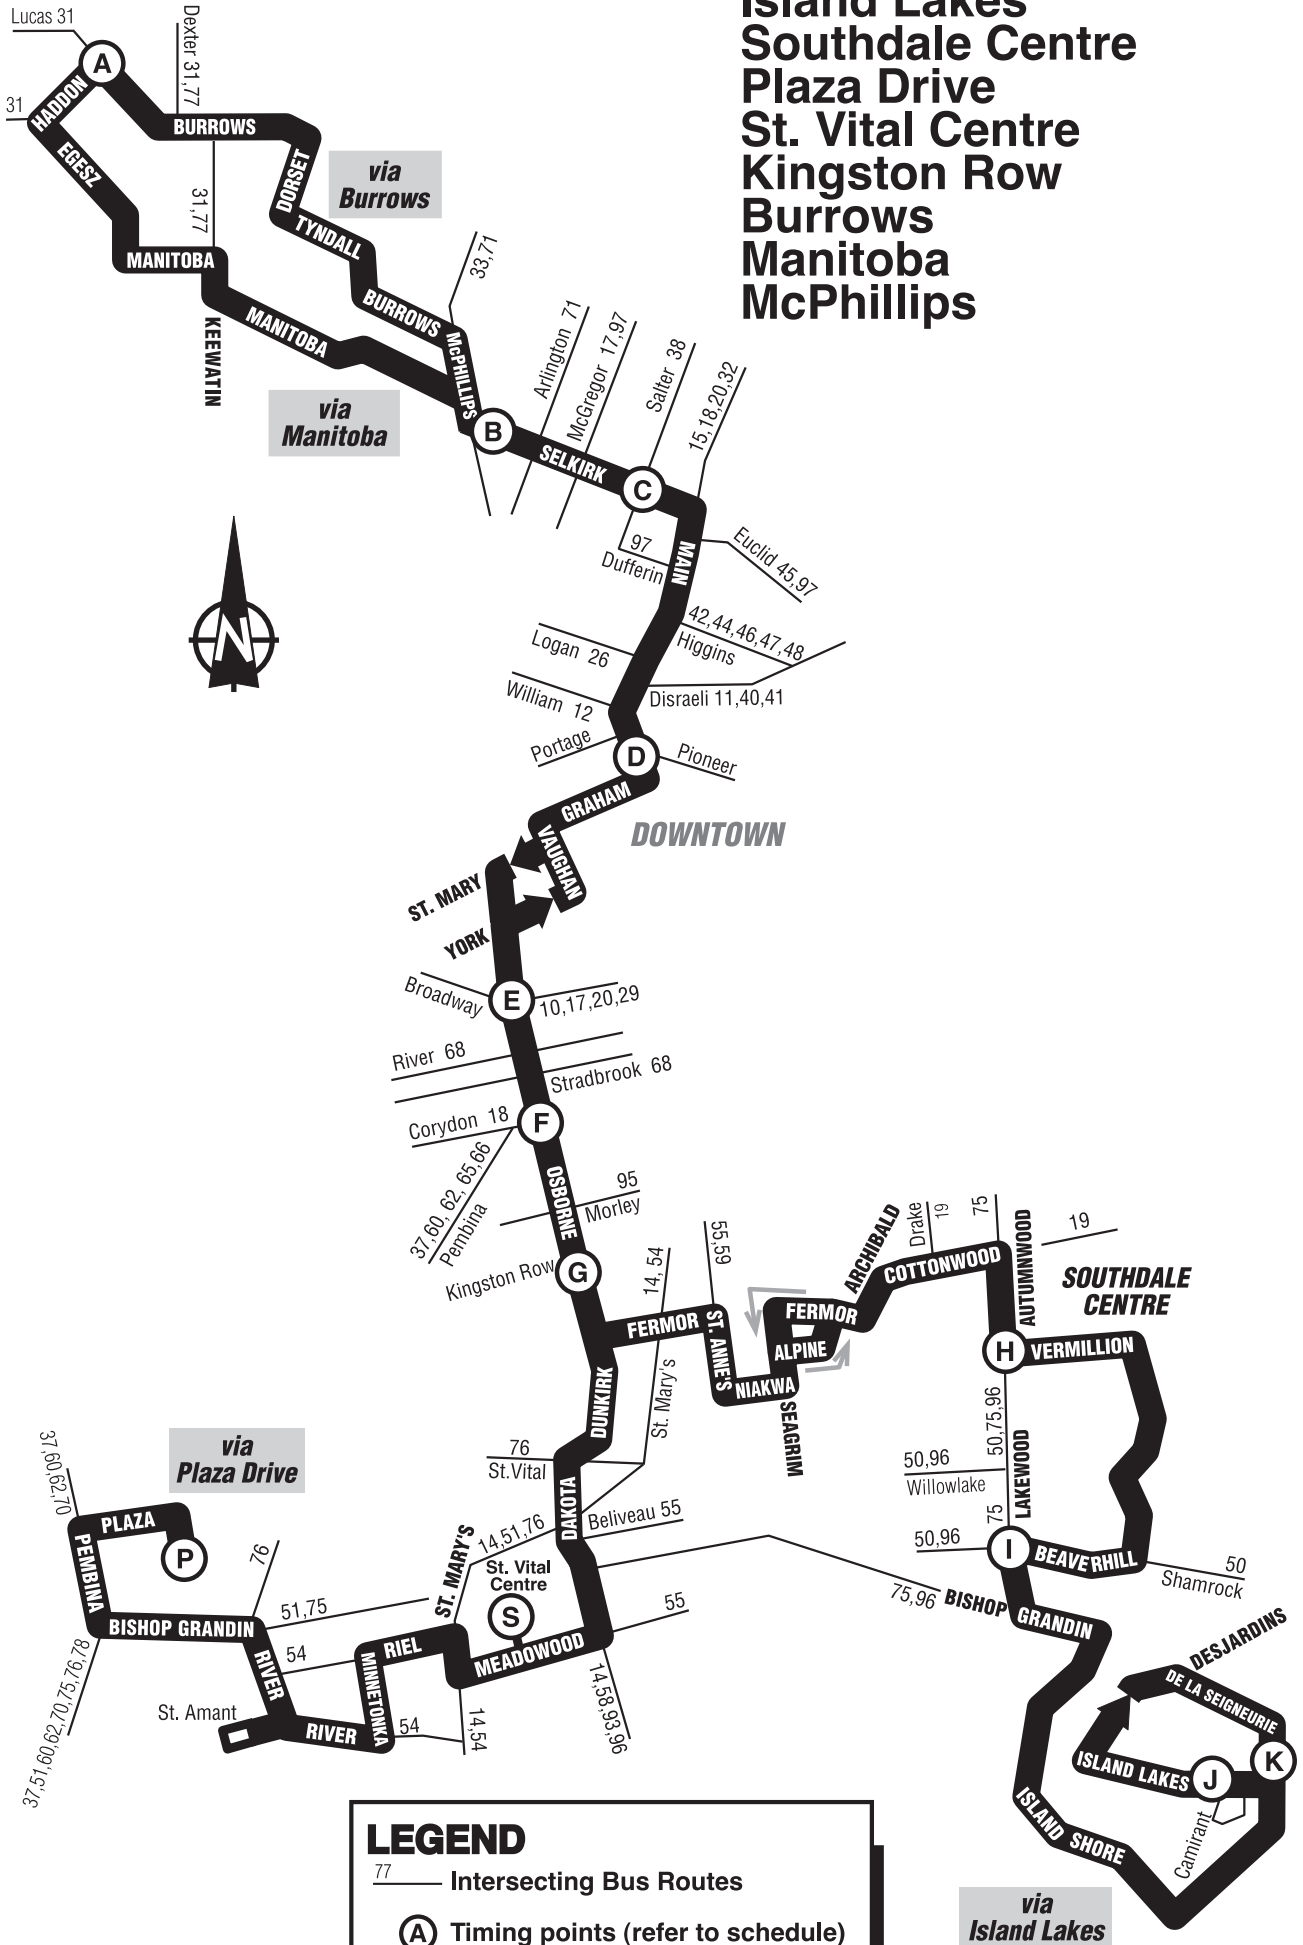 Island Lakes
Southdale Centre
Plaza Drive
St. Vital Centre
Kingston Row
Burrows
Manitoba
McPhillips
Lucas 31
A
Dexter 31,77
31
HADDON
BURROWS
EGESZ
DORSET
via
Burrows
31,77
TYNDALL
MANITOBA
33,71
BURROWS
KEEWATIN
MANITOBA
McPHILLIPS
Arlington 71
McGregor 17,97
Salter 38
15,18,20,32
via
Manitoba
B
SELKIRK
C
97
Dufferin
MAIN
Euclid 45,97
N
42,44,46,47,48
Higgins
Logan 26
William 12
Disraeli 11,40,41
Portage
D
Pioneer
GRAHAM
DOWNTOWN
VAUGHAN
ST. MARY
YORK
Broadway
E
10,17,20,29
River 68
Stradbrook 68
Corydon 18
F
37,60, 62, 65,66
Pembina
OSBORNE
95
Morley
Kingston Row
G
14, 54
55,59
FERMOR
ST. ANNE'S
NIAKWA
ALPINE
FERMOR
SEAGRIM
ARCHIBALD
Drake
19
75
COTTONWOOD
AUTUMNWOOD
19
SOUTHDALE
CENTRE
H
VERMILLION
DUNKIRK
St. Mary's
50,75,96
LAKEWOOD
50,96
Willowlake
75
76
St.Vital
DAKOTA
Beliveau 55
via
Plaza Drive
37,60,62,70
PLAZA
P
PEMBINA
76
ST. MARY'S
14,51,76
St. Vital
Centre
S
50,96
I
BEAVERHILL
50
Shamrock
75,96
BISHOP
GRANDIN
BISHOP GRANDIN
51,75
54
RIVER
RIEL
MEADOWOOD
55
MINNETONKA
St. Amant
RIVER
54
14,54
14,58,93,96
37,51,60,62,70,75,76,78
DESJARDINS
DE LA SEIGNEURIE
ISLAND LAKES
J
K
Camirant
ISLAND SHORE
via
Island Lakes
LEGEND
77
Intersecting Bus Routes
A
Timing points (refer to schedule)